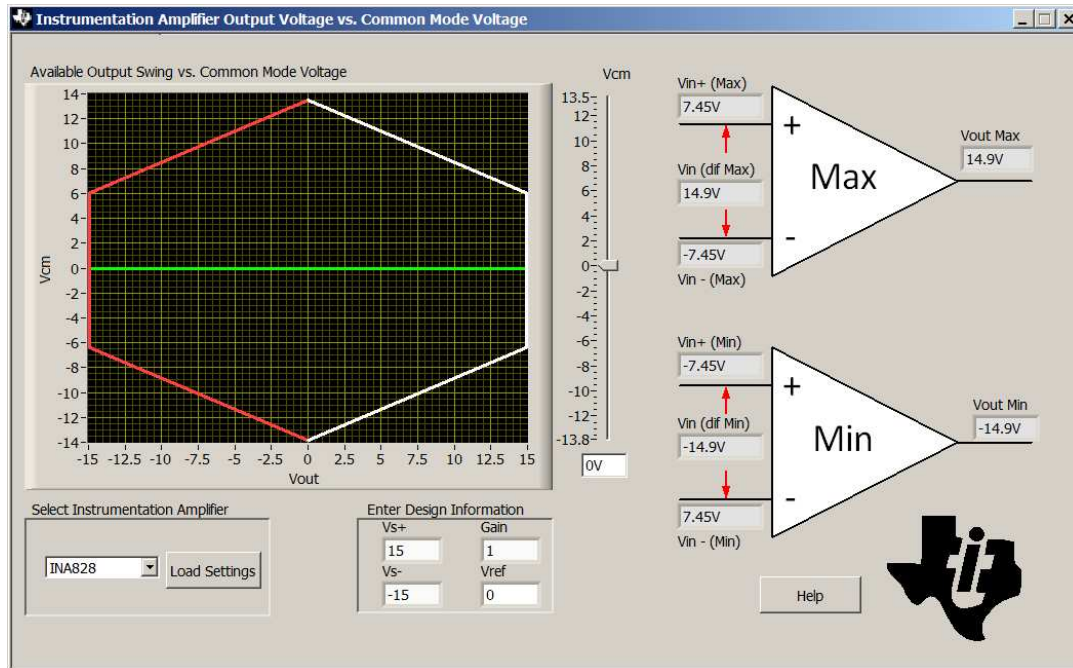 Instrumentation Amplifier Output Voltage vs. Common Mode Voltage
Available Output Swing vs. Common Mode Voltage
Vcm
14
12
10
8
6
4
2
0
-2
-4
-6
-8
-10
-12
-14
-15 -12.5 -10 -7.5 -5 -2.5 0 2.5 5 7.5 10 12.5 15
Vout
Vcm
13.5
12
10
8
6
4
2
0
-2
-4
-6
-8
-10
-12
-13.8
0V
Vin+ (Max)
7.45V
Vin (dif Max)
14.9V
-7.45V
Vin - (Max)
+
Max
-
Vout Max
14.9V
Vin+ (Min)
-7.45V
Vin (dif Min)
-14.9V
7.45V
Vin - (Min)
+
Min
-
Vout Min
-14.9V
Select Instrumentation Amplifier
INA828
Load Settings
Enter Design Information
Vs+ Gain
15 1
Vs- Vref
-15 0
Help
ti